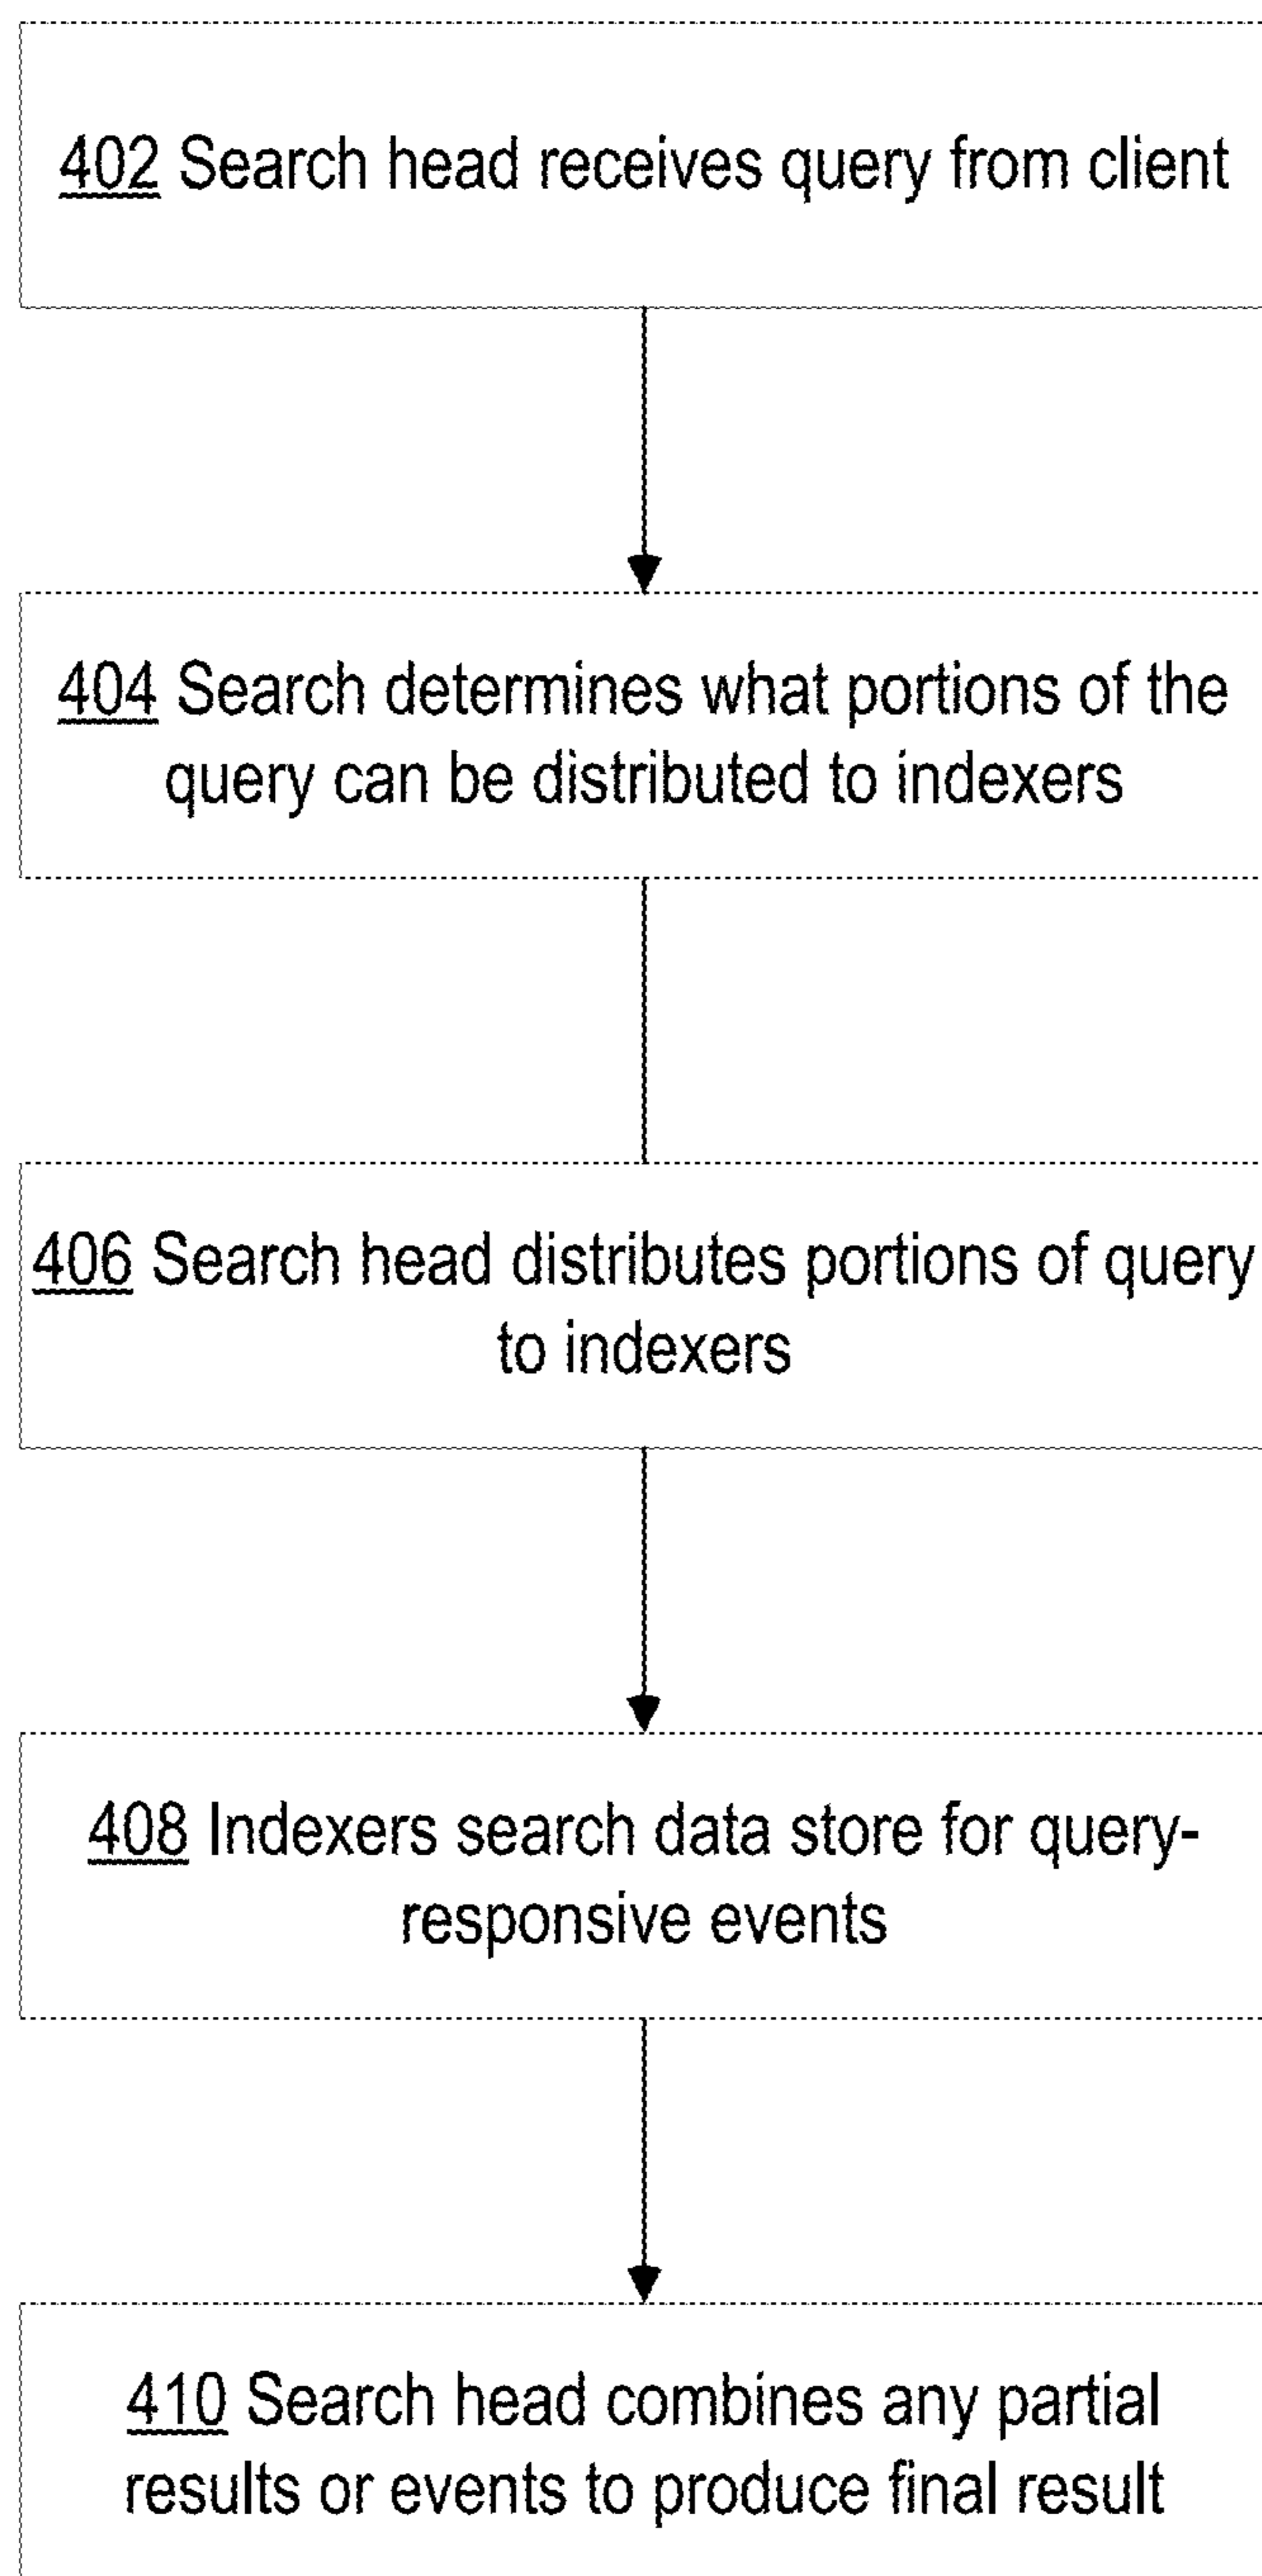 402 Search head receives query from client
404 Search determines what portions of the
query can be distributed to indexers
406 Search head distributes portions of query
to indexers
408 Indexers search data store for query-
responsive events
410 Search head combines any partial
results or events to produce final result